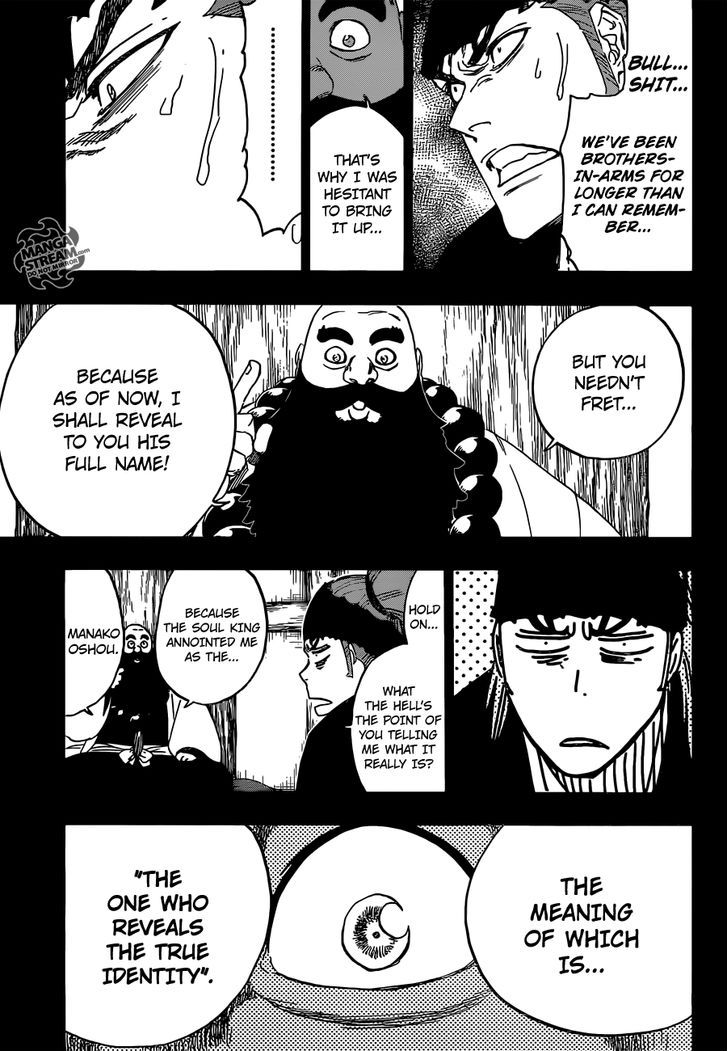 BULL...
SHIT...
WE'VE BEEN
BROTHERS-
IN-ARMS FOR
LONGER THAN
I CAN REMEM-
BER...
THAT'S
WHY I WAS
HESITANT
TO BRING
IT UP...
MANGA
STREAM.COM
DO NOT MIRROR
BUT YOU
NEEDN'T
FRET...
BECAUSE
AS OF NOW, I
SHALL REVEAL
TO YOU HIS
FULL NAME!
HOLD
ON...
WHAT
THE HELL'S
THE POINT OF
YOU TELLING
ME WHAT IT
REALLY IS?
BECAUSE
THE SOUL KING
ANNOINTED ME
AS THE...
MANAKO
OSHOU.
THE
MEANING
OF WHICH
IS...
"THE
ONE WHO
REVEALS
THE TRUE
IDENTITY".